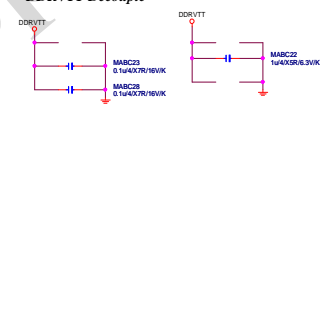 DDRVTT
DDRVTT
MABC23
0.1u/4/X7R/16V/K
MABC28
0.1u/4/X7R/16V/K
MABC22
1u/4/X5R/6.3V/K